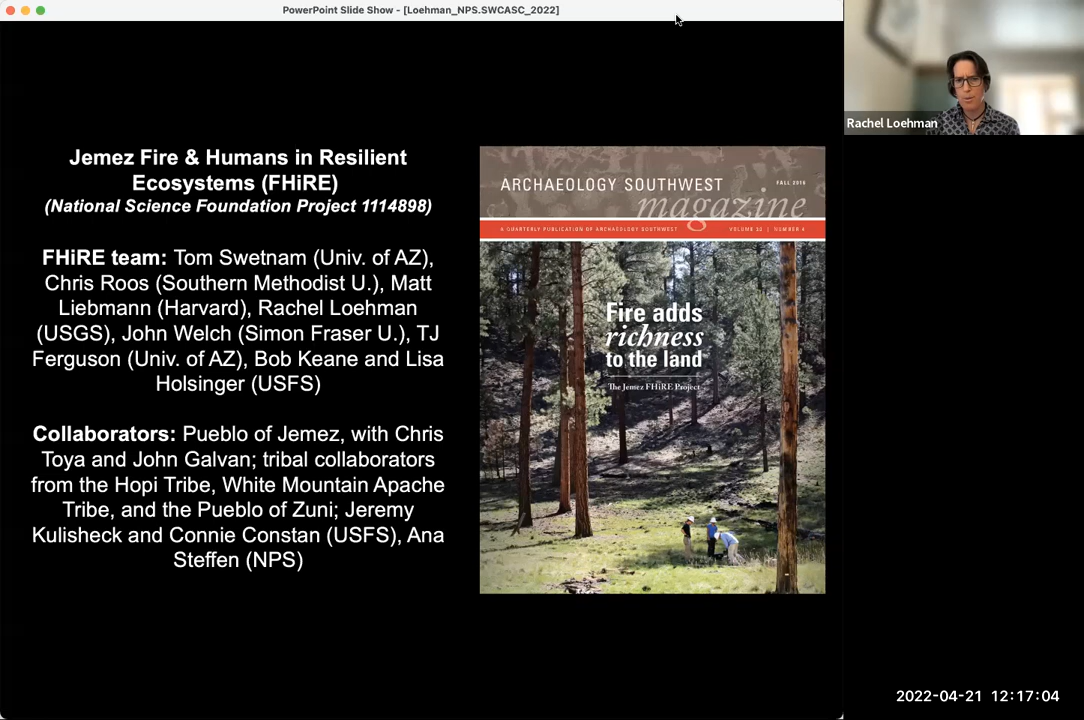 PowerPoint Slide Show - [Loehman_NPS.SWCASC_2022]
Rachel Loehman
Jemez Fire & Humans in Resilient
Ecosystems (FHiRE)
(National Science Foundation Project 1114898)
FHiRE team: Tom Swetnam (Univ. of AZ),
Chris Roos (Southern Methodist U.), Matt
Liebmann (Harvard), Rachel Loehman
(USGS), John Welch (Simon Fraser U.), TJ
Ferguson (Univ. of AZ), Bob Keane and Lisa
Holsinger (USFS)
Collaborators: Pueblo of Jemez, with Chris
Toya and John Galvan; tribal collaborators
from the Hopi Tribe, White Mountain Apache
Tribe, and the Pueblo of Zuni; Jeremy
Kulisheck and Connie Constan (USFS), Ana
Steffen (NPS)
ARCHAEOLOGY SOUTHWEST
FALL 2016
magazine
A QUARTERLY PUBLICATION OF ARCHAEOLOGY SOUTHWEST
VOLUME 30 | NUMBER 4
Fire adds
richness
to the land
The Jemez FHiRE Project
2022-04-21 12:17:04